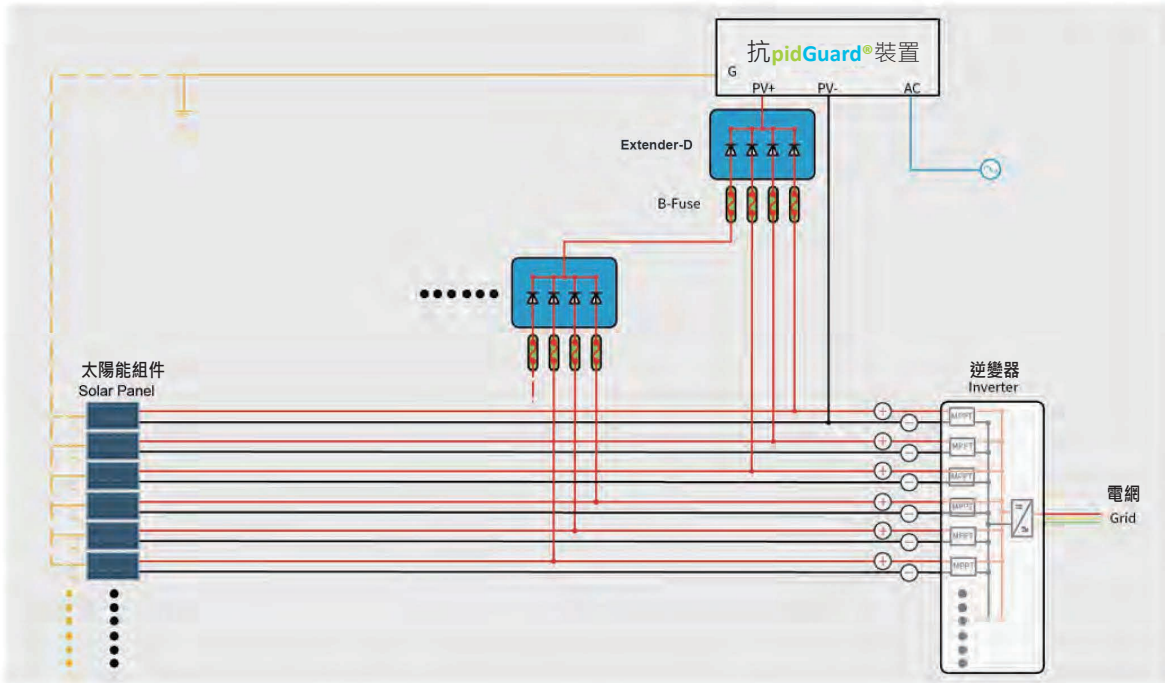 抗pidGuard®裝置
G
PV+ PV- AC
Extender-D
B-Fuse
太陽能組件
Solar Panel
逆變器
Inverter
+
−
MPPT
+
−
MPPT
+
−
MPPT
+
−
MPPT
+
−
MPPT
+
−
MPPT
電網
Grid